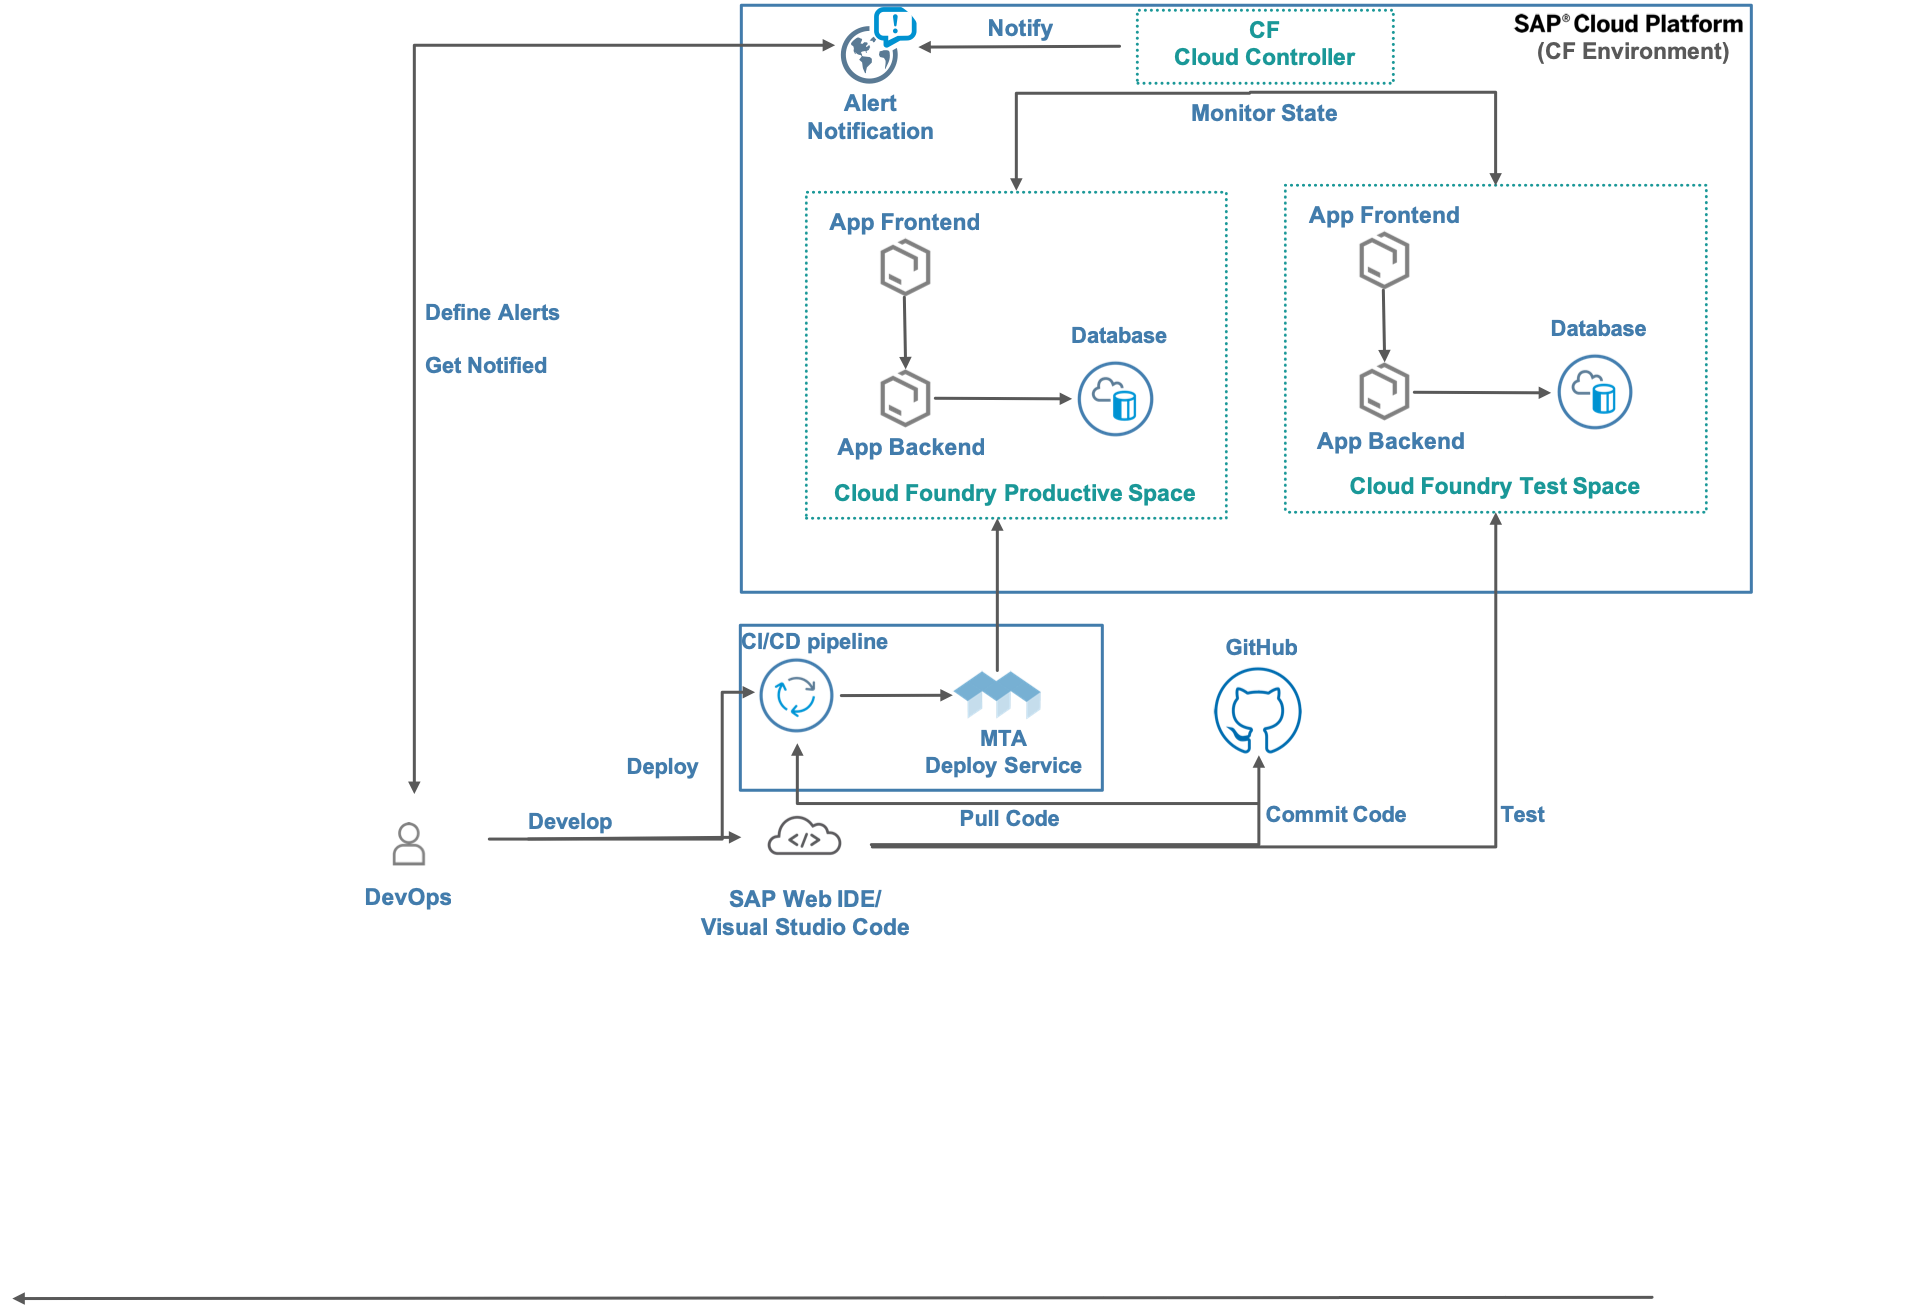 SAP® Cloud Platform
(CF Environment)
Notify
CF
Cloud Controller
Alert
Notification
Monitor State
App Frontend
App Frontend
Define Alerts
Get Notified
Database
Database
App Backend
App Backend
Cloud Foundry Productive Space
Cloud Foundry Test Space
CI/CD pipeline
GitHub
MTA
Deploy Service
Deploy
Develop
Pull Code
Commit Code
Test
</>
DevOps
SAP Web IDE/
Visual Studio Code